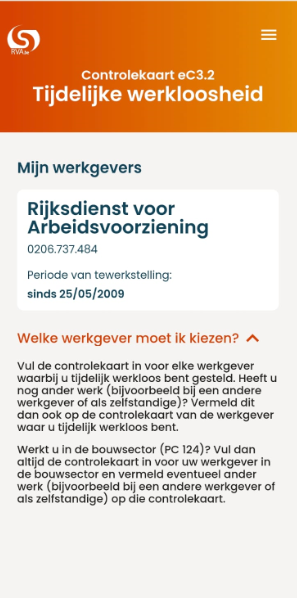 RVA.be
Controlekaart eC3.2
Tijdelijke werkloosheid
Mijn werkgevers
Rijksdienst voor
Arbeidsvoorziening
0206.737.484
Periode van tewerkstelling:
sinds 25/05/2009
Welke werkgever moet ik kiezen?
Vul de controlekaart in voor elke werkgever
waarbij u tijdelijk werkloos bent gesteld. Heeft u
nog ander werk (bijvoorbeeld bij een andere
werkgever of als zelfstandige)? Vermeld dit
dan ook op de controlekaart van de werkgever
waar u tijdelijk werkloos bent.
Werkt u in de bouwsector (PC 124)? Vul dan
altijd de controlekaart in voor uw werkgever in
de bouwsector en vermeld eventueel ander
werk (bijvoorbeeld bij een andere werkgever of
als zelfstandige) op die controlekaart.